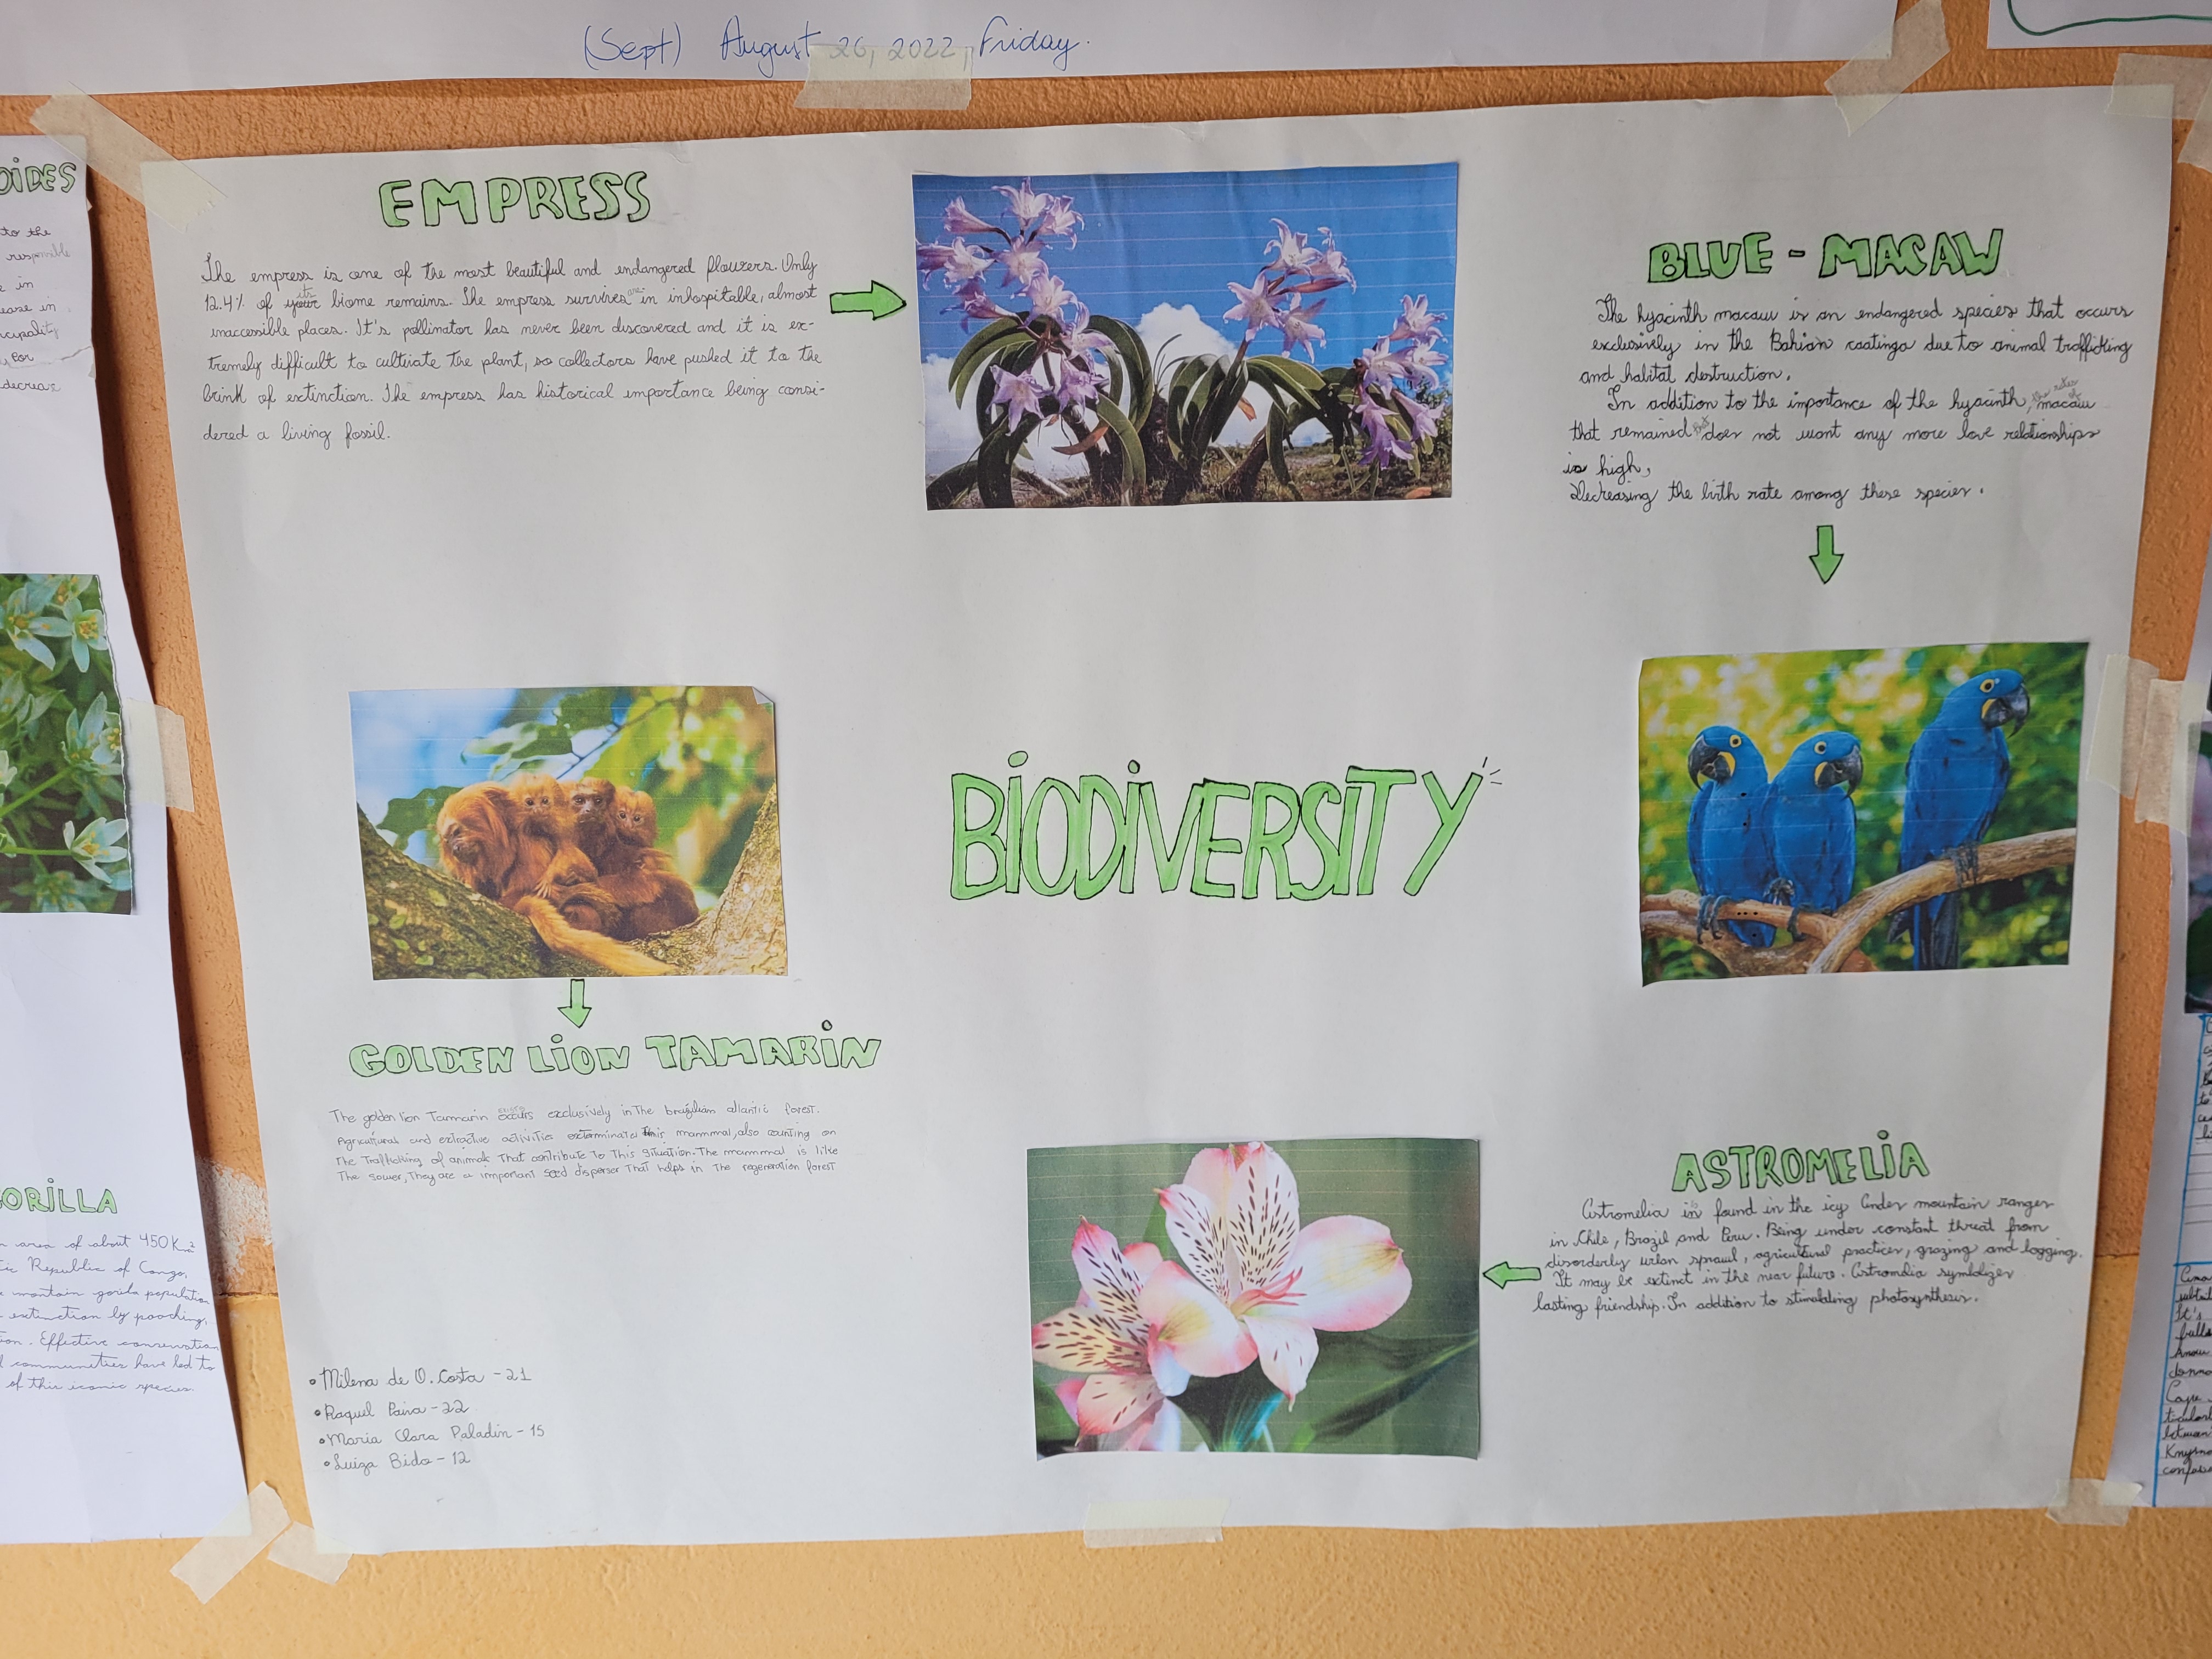 (Sept) August 26, 2022, Friday.
EMPRESS
The empress is one of the most beautiful and endangered flowers. Only
12.4% of its biome remains. The empress survives in inhospitable, almost
inaccessible places. It's pollinator has never been discovered and it is ex-
tremely difficult to cultivate the plant, so collectors have pushed it to the
brink of extinction. The empress has historical importance being consi-
dered a living fossil.
BLUE - MACAW
The hyacinth macaw is an endangered species that occurs
exclusively in the Bahian caatinga due to animal trafficking
and habitat destruction.
In addition to the importance of the hyacinth, macaw
that remained does not want any more love relationships
is high,
Decreasing the birth rate among these species.
BIODIVERSITY
GOLDEN LION TAMARIN
The golden lion Tammarin occurs exclusively in The brazilian atlantic forest.
Agricultural and extractive activities exterminate this mammal, also counting on
The Trafficking of animals That contribute To This situation. The mammal is like
The sower, They are a important seed disperser That helps in The regeneration forest
ASTROMELIA
Astromelia is found in the icy Andes mountain ranges
in Chile, Brazil and Peru. Being under constant threat from
disorderly urban sprawl, agricultural practices, grazing and logging.
It may be extinct in the near future. Astromelia symbolizes
lasting friendship. In addition to stimulating photosynthesis.
• Milena de O. Costa - 21
• Raquel Paiva - 22
• Maria Clara Paladin - 15
• Luiza Bido - 12
OIDES
to the
responsible
in
ease in
for
decrease
GORILLA
area of about 450 Km²
Republic of Congo,
mountain gorila population
extinction by pooching,
ion. Effective conservation
communities have led to
of this iconic species.